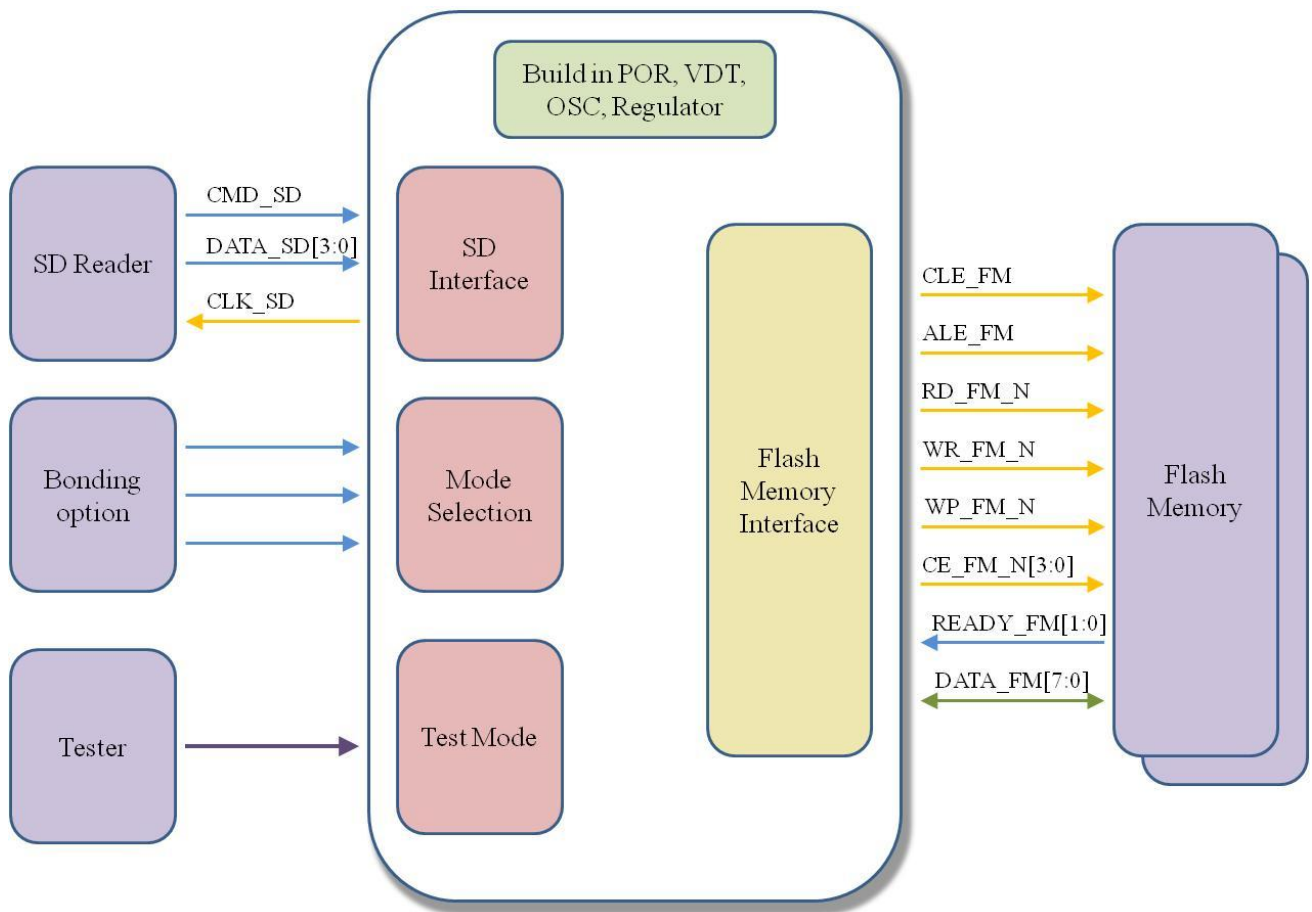 Build in POR, VDT,
OSC, Regulator
SD Reader
CMD_SD
DATA_SD[3:0]
CLK_SD
SD
Interface
Bonding
option
Mode
Selection
Tester
Test Mode
Flash
Memory
Interface
CLE_FM
ALE_FM
RD_FM_N
WR_FM_N
WP_FM_N
CE_FM_N[3:0]
READY_FM[1:0]
DATA_FM[7:0]
Flash
Memory